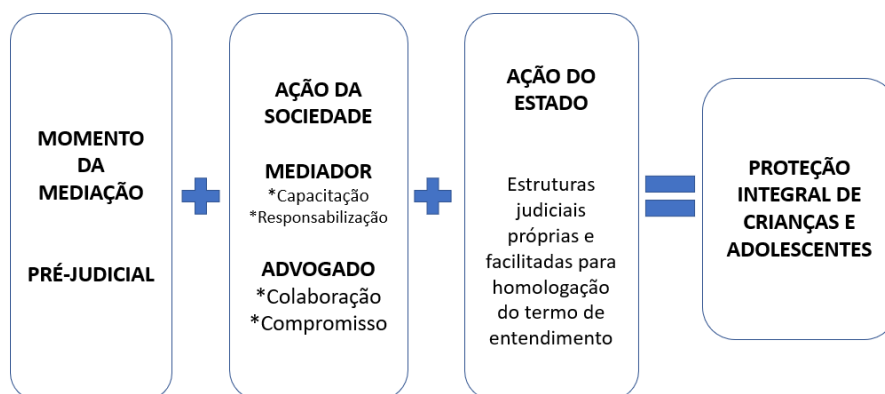 MOMENTO
DA
MEDIAÇÃO
PRÉ-JUDICIAL
AÇÃO DA
SOCIEDADE
MEDIADOR
*Capacitação
*Responsabilização
ADVOGADO
*Colaboração
*Compromisso
AÇÃO DO
ESTADO
Estruturas
judiciais
próprias e
facilitadas para
homologação
do termo de
entendimento
PROTEÇÃO
INTEGRAL DE
CRIANÇAS E
ADOLESCENTES